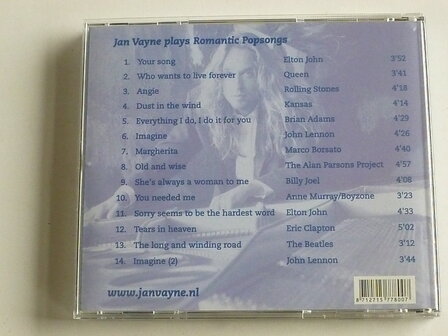 Jan Vayne plays Romantic Popsongs
1. Your song Elton John 3'52
2. Who wants to live forever Queen 3'41
3. Angie Rolling Stones 4'18
4. Dust in the wind Kansas 4'14
5. Everything I do, I do it for you Brian Adams 4'29
6. Imagine John Lennon 4'26
7. Margherita Marco Borsato 4'40
8. Old and wise The Alan Parsons Project 4'57
9. She's always a woman to me Billy Joel 4'08
10. You needed me Anne Murray/Boyzone 3'23
11. Sorry seems to be the hardest word Elton John 4'33
12. Tears in heaven Eric Clapton 5'02
13. The long and winding road The Beatles 3'12
14. Imagine (2) John Lennon 3'44
www.janvayne.nl
8712715778007